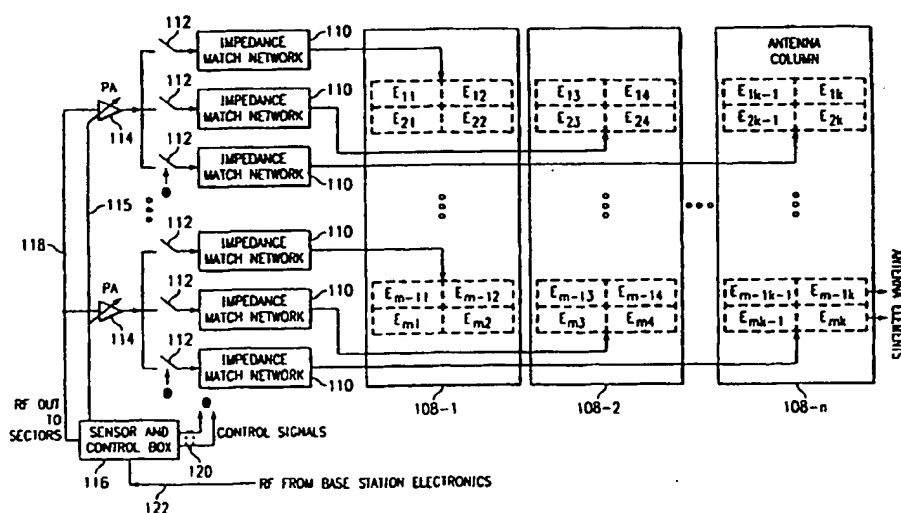 112
IMPEDANCE
MATCH NETWORK
110
PA
114
112
IMPEDANCE
MATCH NETWORK
110
112
IMPEDANCE
MATCH NETWORK
110
115
118
112
IMPEDANCE
MATCH NETWORK
110
PA
114
112
IMPEDANCE
MATCH NETWORK
110
112
IMPEDANCE
MATCH NETWORK
110
E11 E12
E21 E22
Em-11 Em-12
Em1 Em2
108-1
E13 E14
E23 E24
Em-13 Em-14
Em3 Em4
108-2
ANTENNA
COLUMN
E1k-1 E1k
E2k-1 E2k
Em-1k-1 Em-1k
Emk-1 Emk
108-n
ANTENNA ELEMENTS
RF OUT
TO
SECTORS
SENSOR AND
CONTROL BOX
116
120
CONTROL SIGNALS
122
RF FROM BASE STATION ELECTRONICS